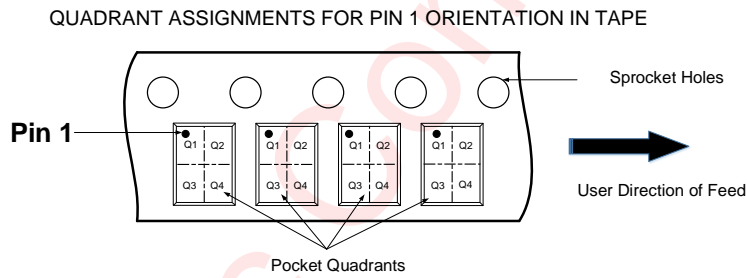 QUADRANT ASSIGNMENTS FOR PIN 1 ORIENTATION IN TAPE
Sprocket Holes
Pin 1
Q1 Q2 Q1 Q2 Q1 Q2 Q1 Q2
Q3 Q4 Q3 Q4 Q3 Q4 Q3 Q4
User Direction of Feed
Pocket Quadrants